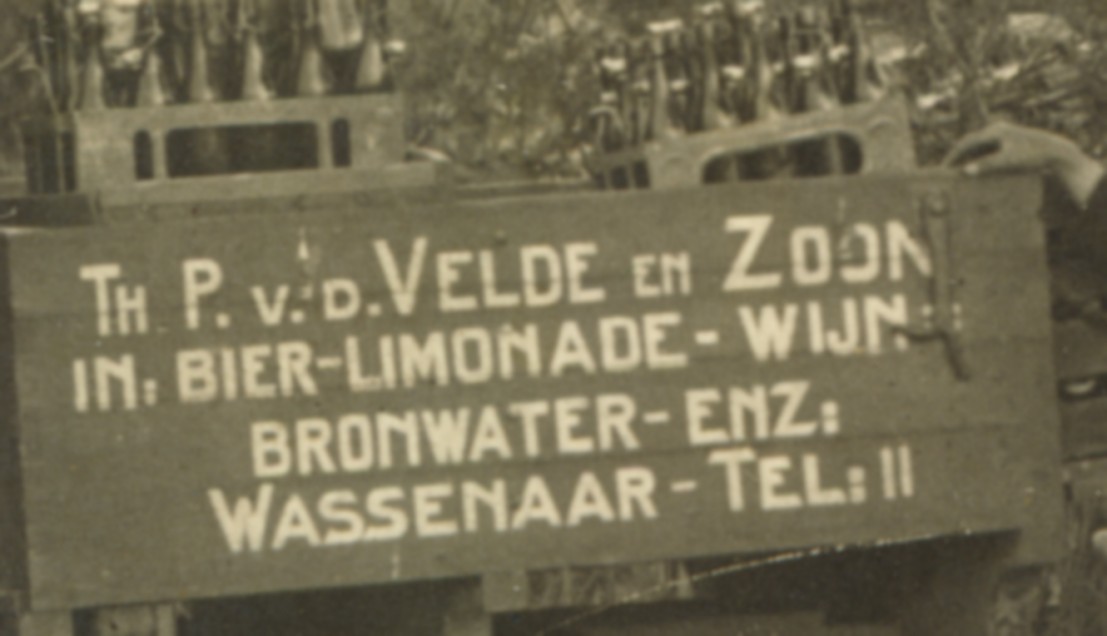 TH P. V. D. VELDE EN ZOON
IN: BIER-LIMONADE-WIJN:
BRONWATER-ENZ:
WASSENAAR-TEL: 11